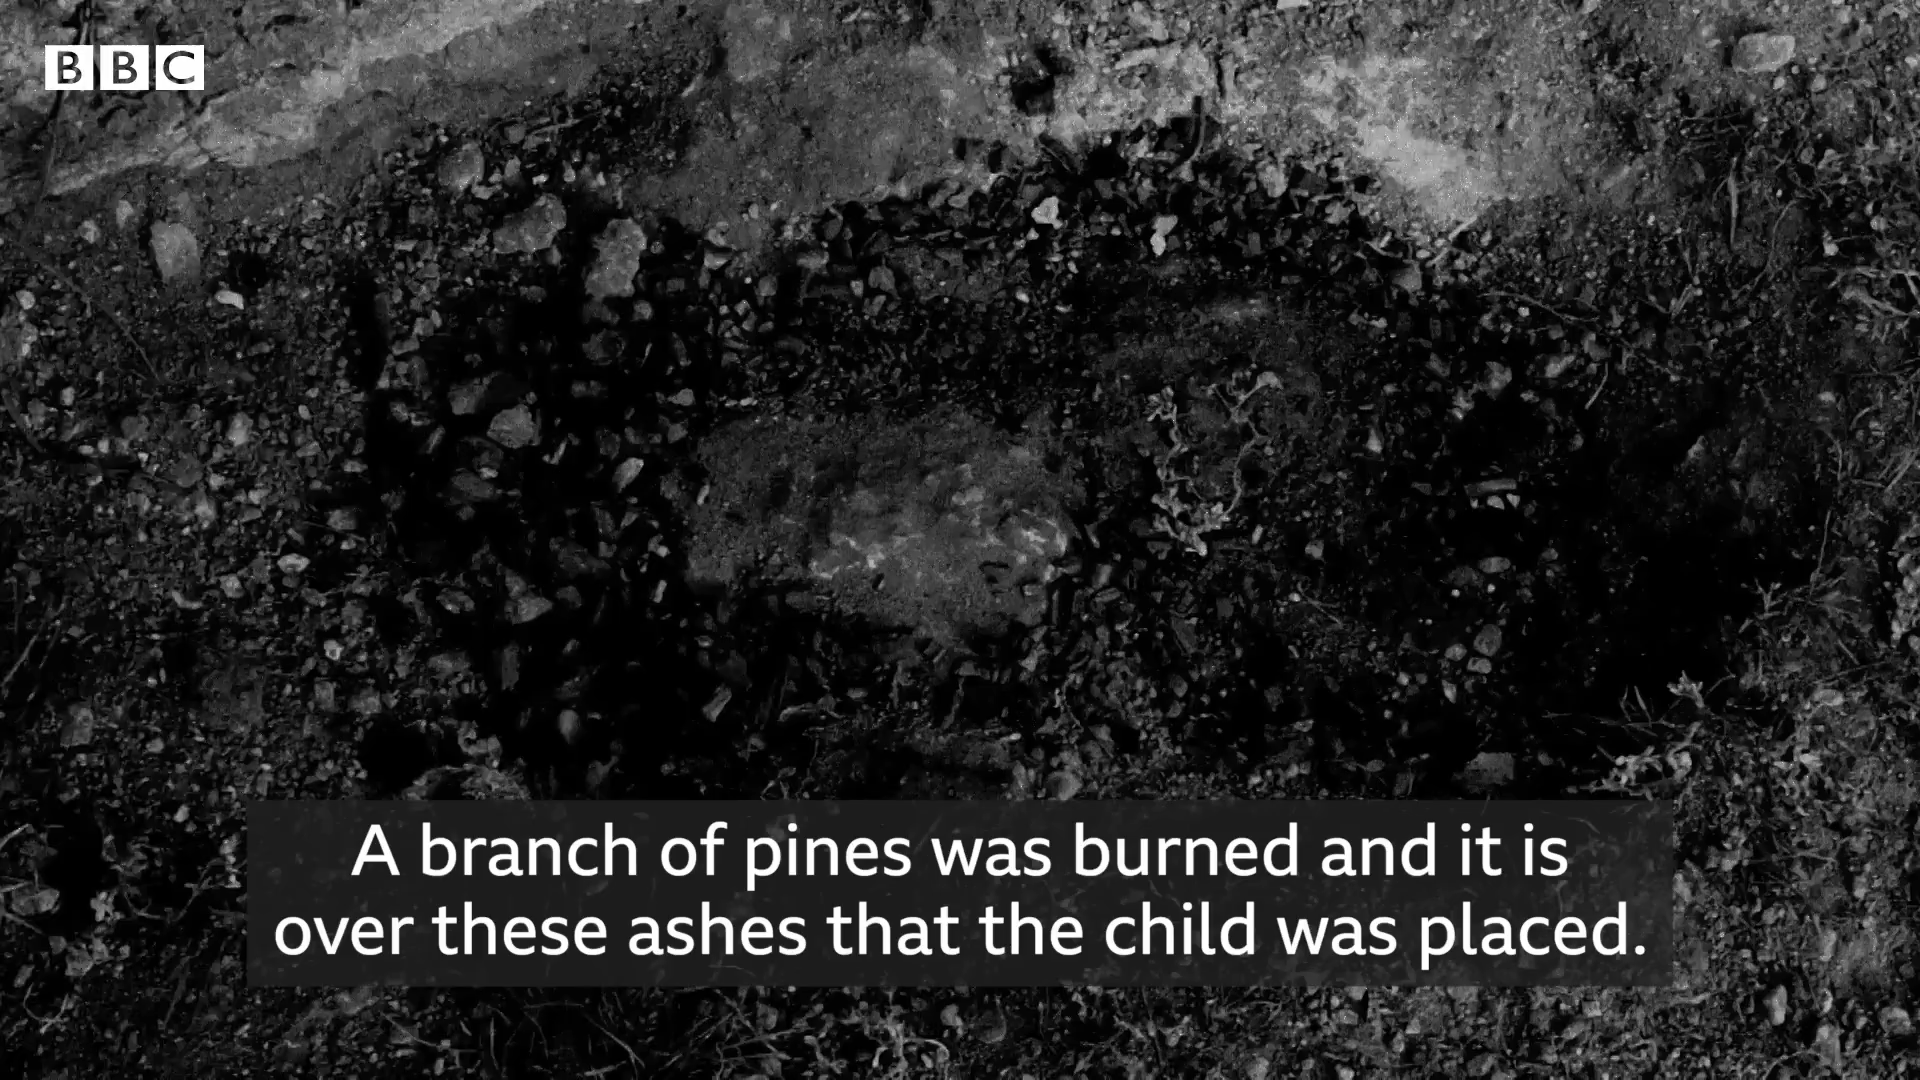 BBC
A branch of pines was burned and it is
over these ashes that the child was placed.